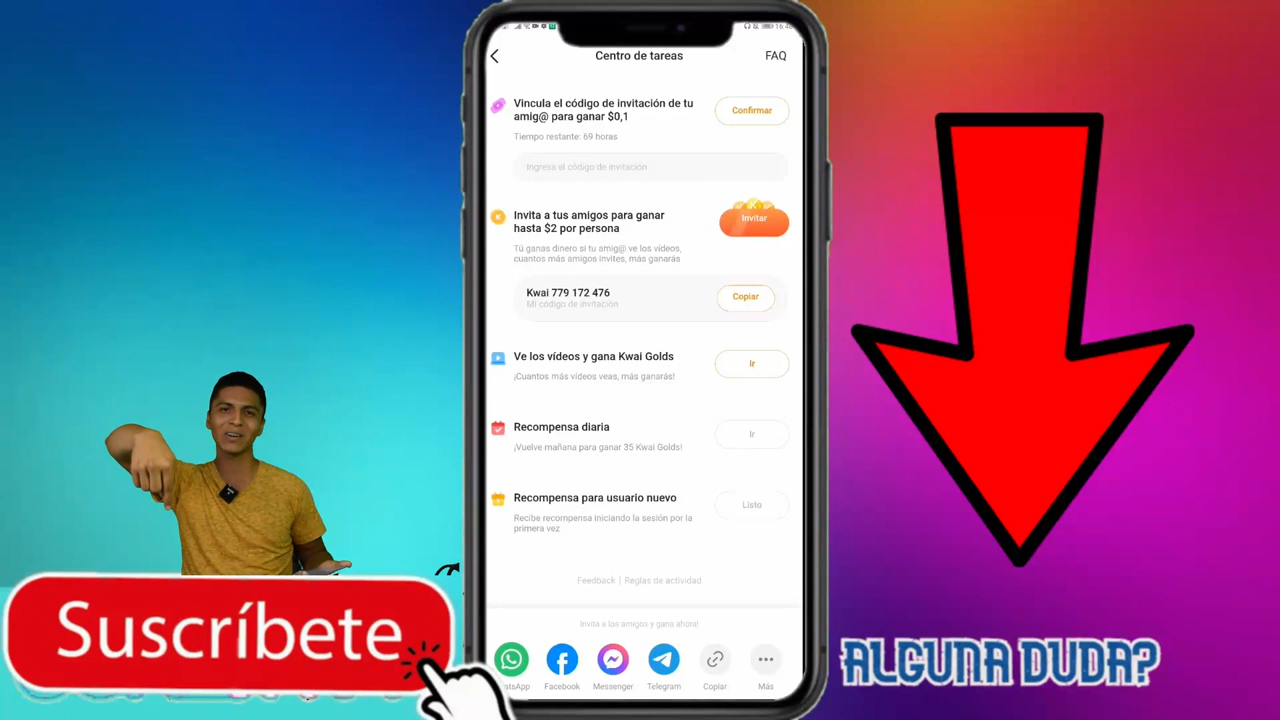 16:48
Centro de tareas
FAQ
Vincula el código de invitación de tu
amig@ para ganar $0,1
Confirmar
Tiempo restante: 69 horas
Ingresa el código de invitación
Invita a tus amigos para ganar
hasta $2 por persona
Invitar
Tú ganas dinero si tu amig@ ve los vídeos,
cuantos más amigos invites, más ganarás
Kwai 779 172 476
Mi código de invitación
Copiar
Ve los vídeos y gana Kwai Golds
¡Cuantos más vídeos veas, más ganarás!
Ir
Recompensa diaria
¡Vuelve mañana para ganar 35 Kwai Golds!
Ir
Recompensa para usuario nuevo
Recibe recompensa iniciando la sesión por la
primera vez
Listo
Feedback | Reglas de actividad
Invita a los amigos y gana ahora!
tsApp
Facebook
Messenger
Telegram
Copiar
Más
Suscríbete
ALGUNA DUDA?